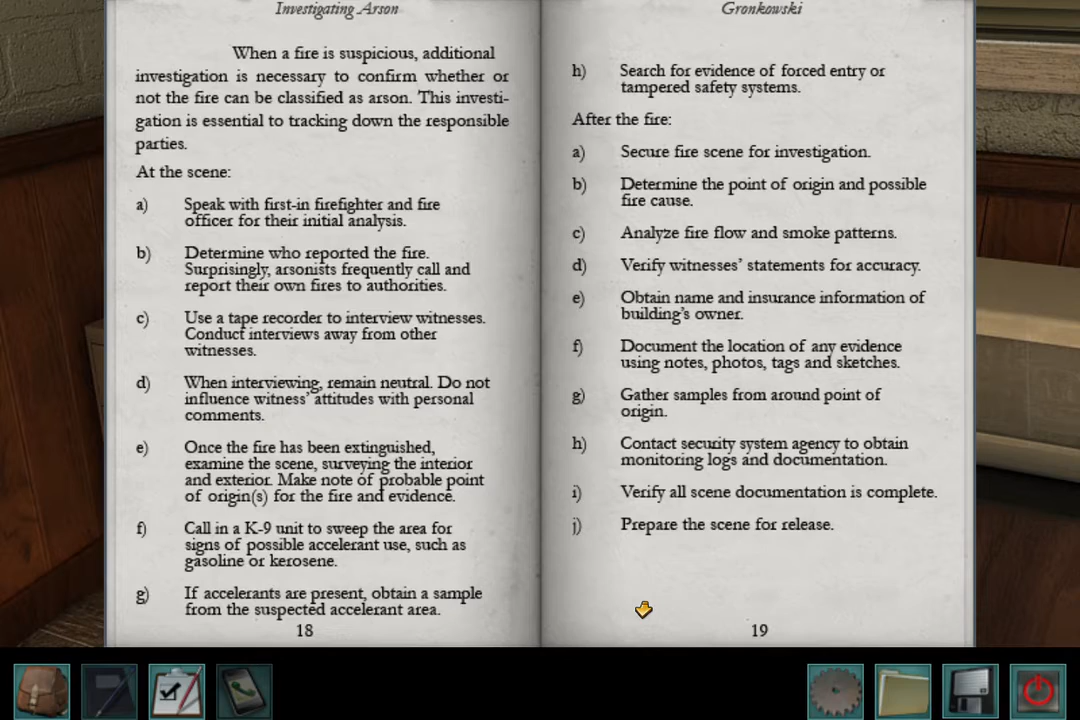 Investigating Arson
When a fire is suspicious, additional
investigation is necessary to confirm whether or
not the fire can be classified as arson. This investi-
gation is essential to tracking down the responsible
parties.
At the scene:
a) Speak with first-in firefighter and fire
officer for their initial analysis.
b) Determine who reported the fire.
Surprisingly, arsonists frequently call and
report their own fires to authorities.
c) Use a tape recorder to interview witnesses.
Conduct interviews away from other
witnesses.
d) When interviewing, remain neutral. Do not
influence witness' attitudes with personal
comments.
e) Once the fire has been extinguished,
examine the scene, surveying the interior
and exterior. Make note of probable point
of origin(s) for the fire and evidence.
f) Call in a K-9 unit to sweep the area for
signs of possible accelerant use, such as
gasoline or kerosene.
g) If accelerants are present, obtain a sample
from the suspected accelerant area.
18
Gronkowski
h) Search for evidence of forced entry or
tampered safety systems.
After the fire:
a) Secure fire scene for investigation.
b) Determine the point of origin and possible
fire cause.
c) Analyze fire flow and smoke patterns.
d) Verify witnesses' statements for accuracy.
e) Obtain name and insurance information of
building's owner.
f) Document the location of any evidence
using notes, photos, tags and sketches.
g) Gather samples from around point of
origin.
h) Contact security system agency to obtain
monitoring logs and documentation.
i) Verify all scene documentation is complete.
j) Prepare the scene for release.
19